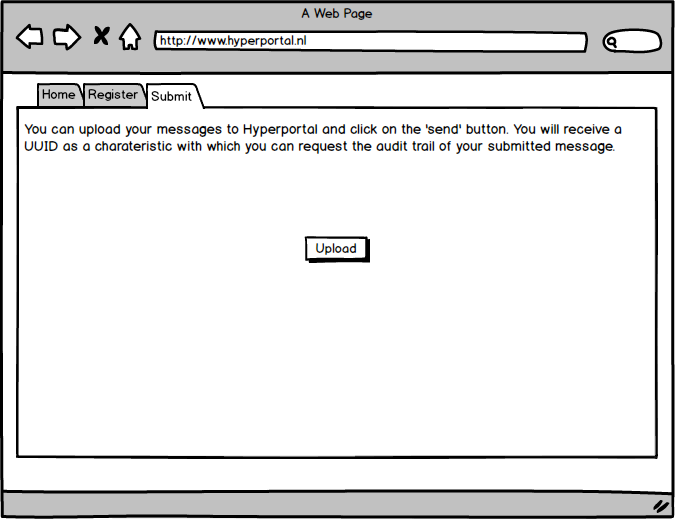 A Web Page
http://www.hyperportal.nl
Home Register Submit
You can upload your messages to Hyperportal and click on the 'send' button. You will receive a
UUID as a charateristic with which you can request the audit trail of your submitted message.
Upload